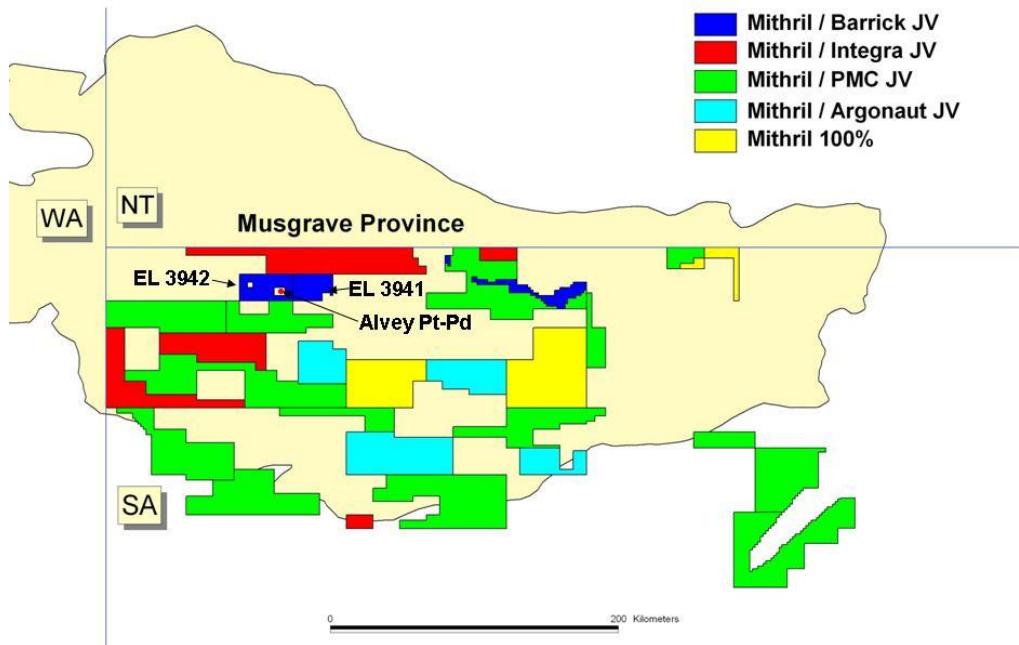 Mithril / Barrick JV
Mithril / Integra JV
Mithril / PMC JV
Mithril / Argonaut JV
Mithril 100%
WA
NT
Musgrave Province
EL 3942
EL 3941
Alvey Pt-Pd
SA
0
200 Kilometers